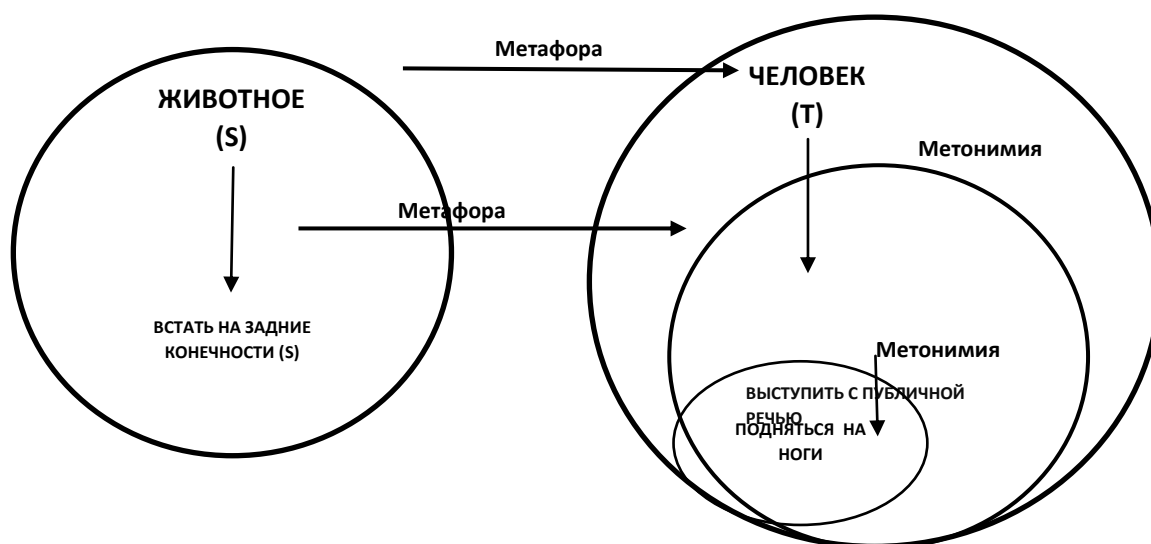 Метафора
ЖИВОТНОЕ
(S)
ЧЕЛОВЕК
(T)
Метонимия
Метафора
ВСТАТЬ НА ЗАДНИЕ
КОНЕЧНОСТИ (S)
Метонимия
ВЫСТУПИТЬ С ПУБЛИЧНОЙ
РЕЧЬЮ
ПОДНЯТЬСЯ НА
НОГИ